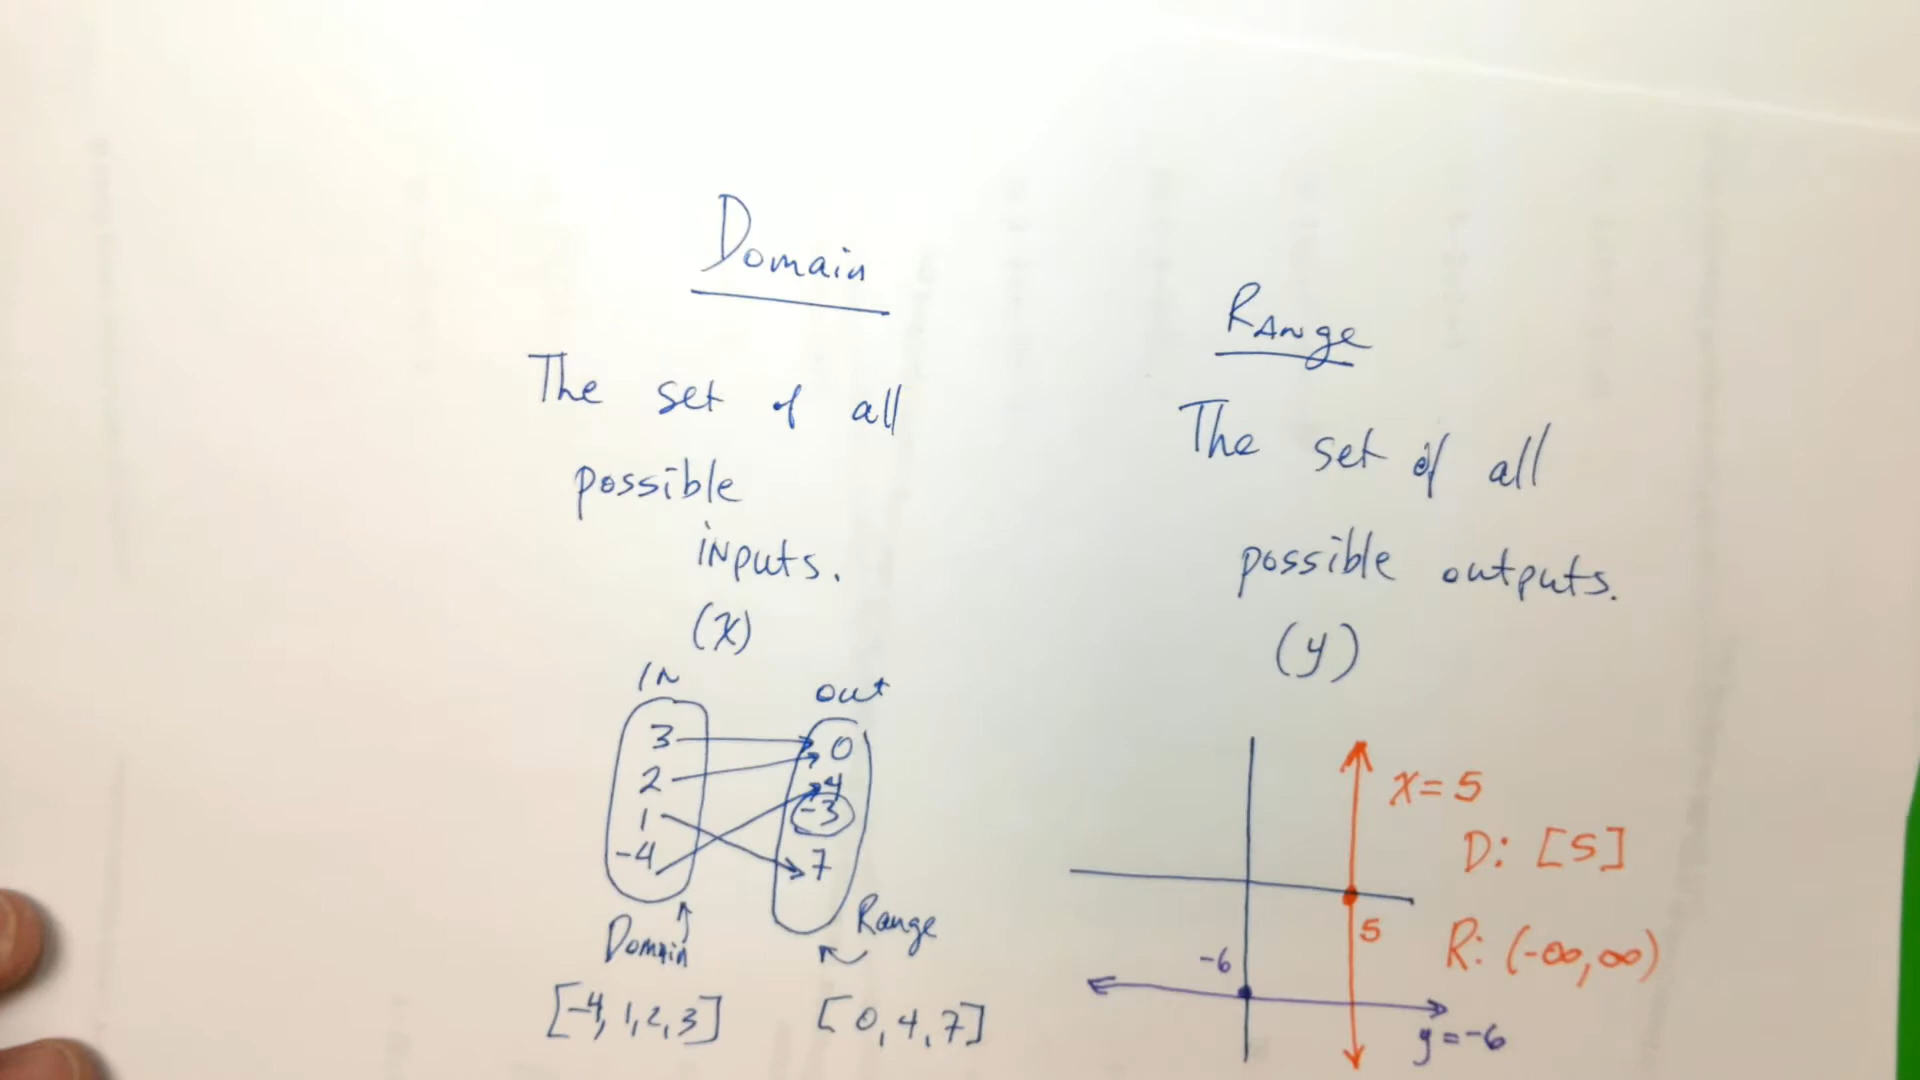 Domain
The set of all
possible
inputs.
(x)
IN
out
3
2
1
-4
0
4
-3
7
Domain
Range
[-4, 1, 2, 3]
[0, 4, 7]
RANge
The set of all
possible outputs.
(y)
x = 5
D: [5]
5
R: (-∞, ∞)
-6
y = -6